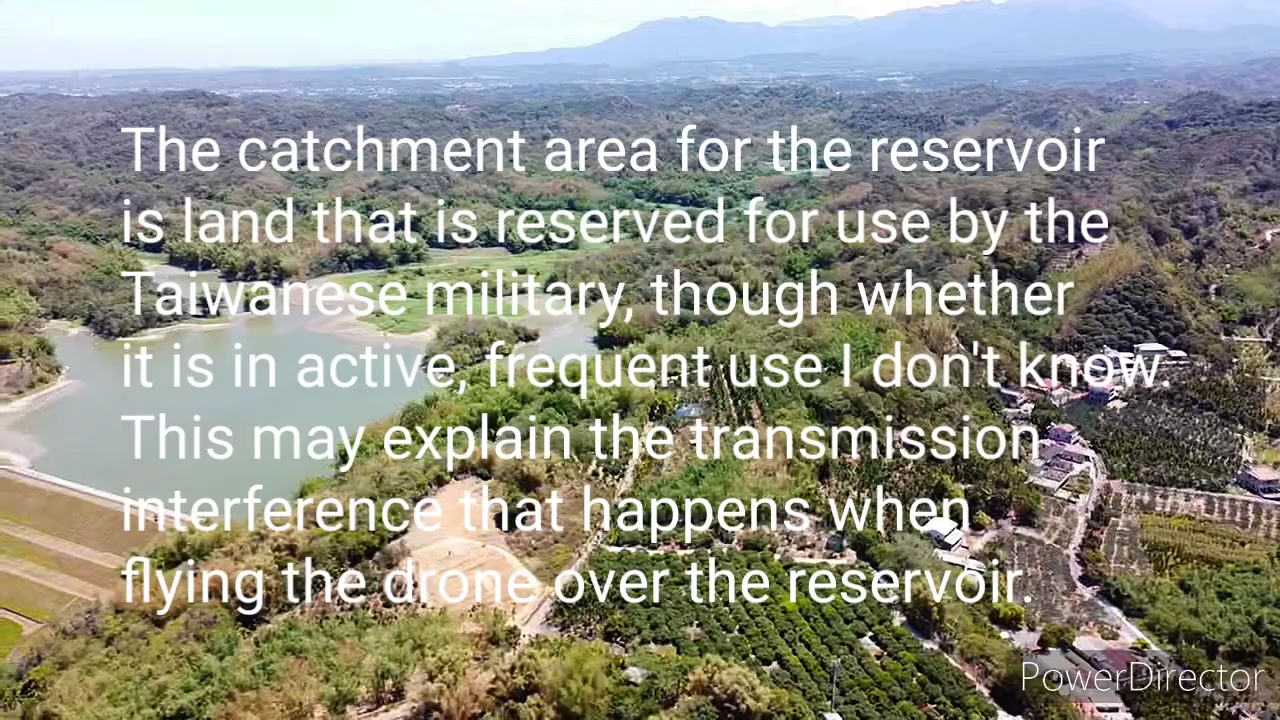 The catchment area for the reservoir
is land that is reserved for use by the
Taiwanese military, though whether
it is in active, frequent use I don't know.
This may explain the transmission
interference that happens when
flying the drone over the reservoir.
PowerDirector